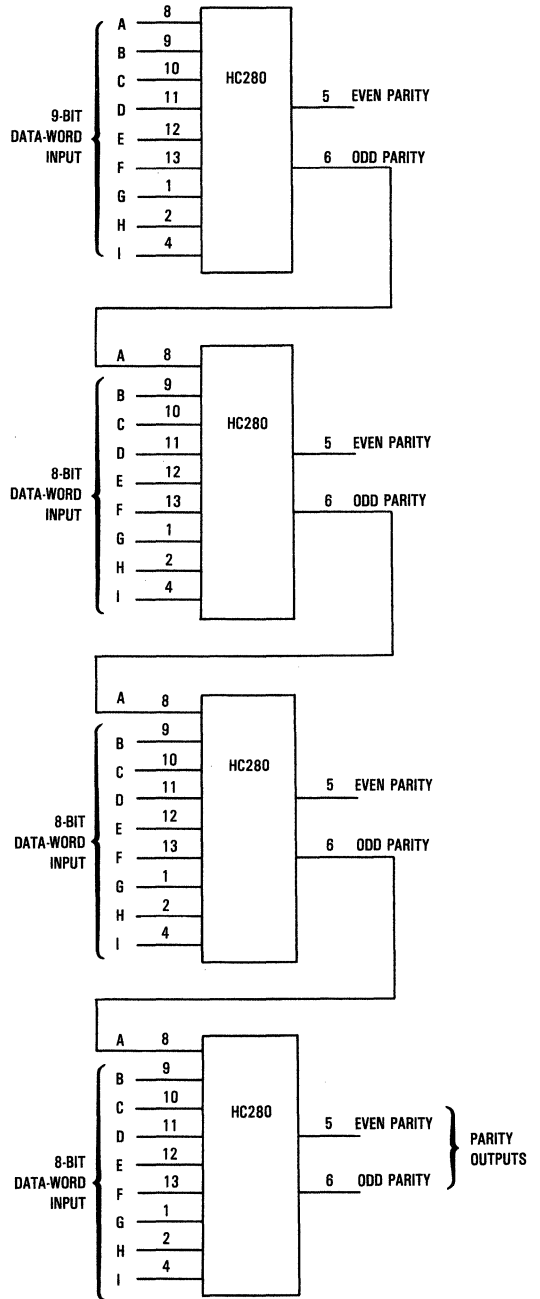 A 8
B 9
C 10
HC280
D 11
5 EVEN PARITY
9-BIT
DATA-WORD
INPUT
E 12
F 13
6 ODD PARITY
G 1
H 2
I 4
A 8
B 9
C 10
HC280
D 11
5 EVEN PARITY
8-BIT
DATA-WORD
INPUT
E 12
F 13
6 ODD PARITY
G 1
H 2
I 4
A 8
B 9
C 10
HC280
D 11
5 EVEN PARITY
8-BIT
DATA-WORD
INPUT
E 12
F 13
6 ODD PARITY
G 1
H 2
I 4
A 8
B 9
C 10
HC280
D 11
5 EVEN PARITY
PARITY
OUTPUTS
8-BIT
DATA-WORD
INPUT
E 12
F 13
6 ODD PARITY
G 1
H 2
I 4